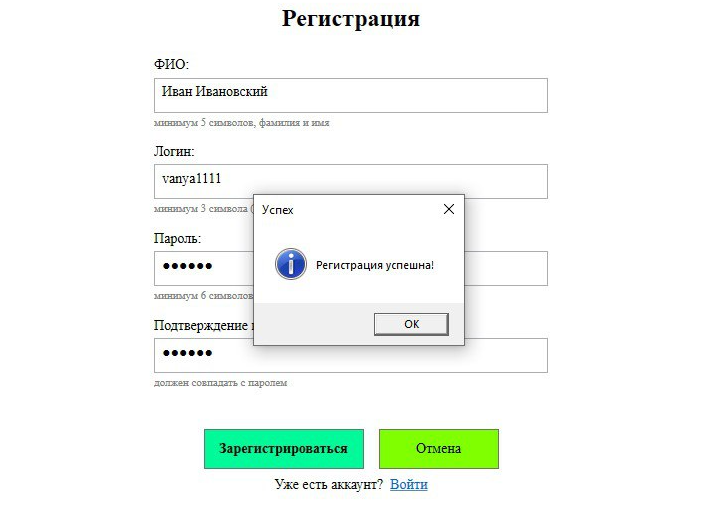 Регистрация
ФИО:
Иван Ивановский
минимум 5 символов, фамилия и имя
Логин:
vanya1111
минимум 3 символа (
Успех
Регистрация успешна!
OK
Пароль:
●●●●●●
минимум 6 символов
Подтверждение
●●●●●●
должен совпадать с паролем
Зарегистрироваться
Отмена
Уже есть аккаунт? Войти